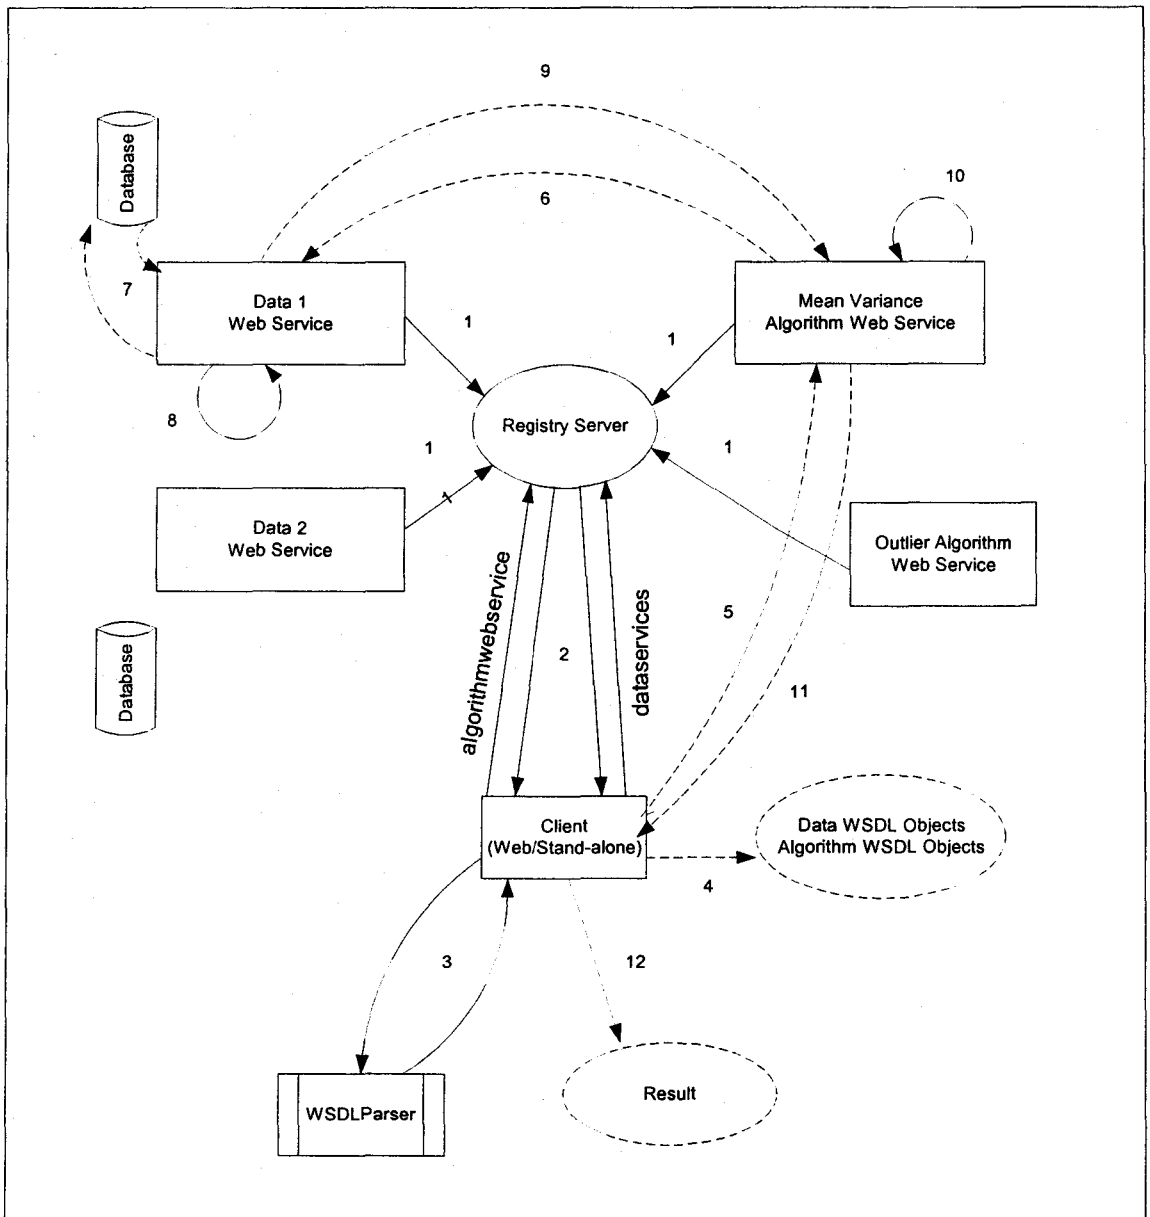 9
Database
6
10
7
Data 1
Web Service
1
Mean Variance
Algorithm Web Service
1
8
Registry Server
1
1
1
Data 2
Web Service
Outlier Algorithm
Web Service
algorithmwebservice
2
dataservices
5
Database
11
Client
(Web/Stand-alone)
Data WSDL Objects
Algorithm WSDL Objects
4
3
12
WSDLParser
Result